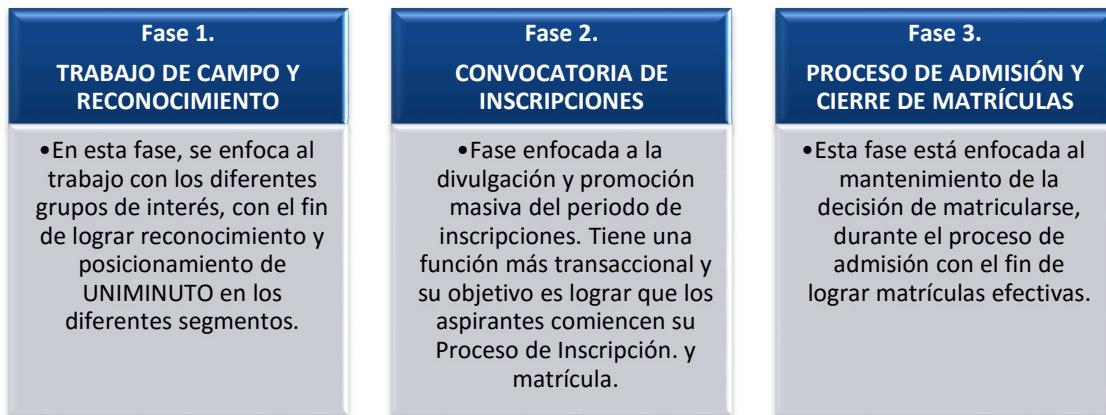 Fase 1.
TRABAJO DE CAMPO Y
RECONOCIMIENTO
•En esta fase, se enfoca al
trabajo con los diferentes
grupos de interés, con el fin
de lograr reconocimiento y
posicionamiento de
UNIMINUTO en los
diferentes segmentos.
Fase 2.
CONVOCATORIA DE
INSCRIPCIONES
•Fase enfocada a la
divulgación y promoción
masiva del periodo de
inscripciones. Tiene una
función más transaccional y
su objetivo es lograr que los
aspirantes comiencen su
Proceso de Inscripción. y
matrícula.
Fase 3.
PROCESO DE ADMISIÓN Y
CIERRE DE MATRÍCULAS
•Esta fase está enfocada al
mantenimiento de la
decisión de matricularse,
durante el proceso de
admisión con el fin de
lograr matrículas efectivas.